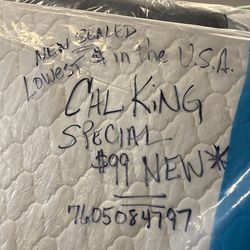 NEW SEALED
Lowest $ in the U.S.A.
CAL KING
SPECIAL
$99 NEW*
7605084797